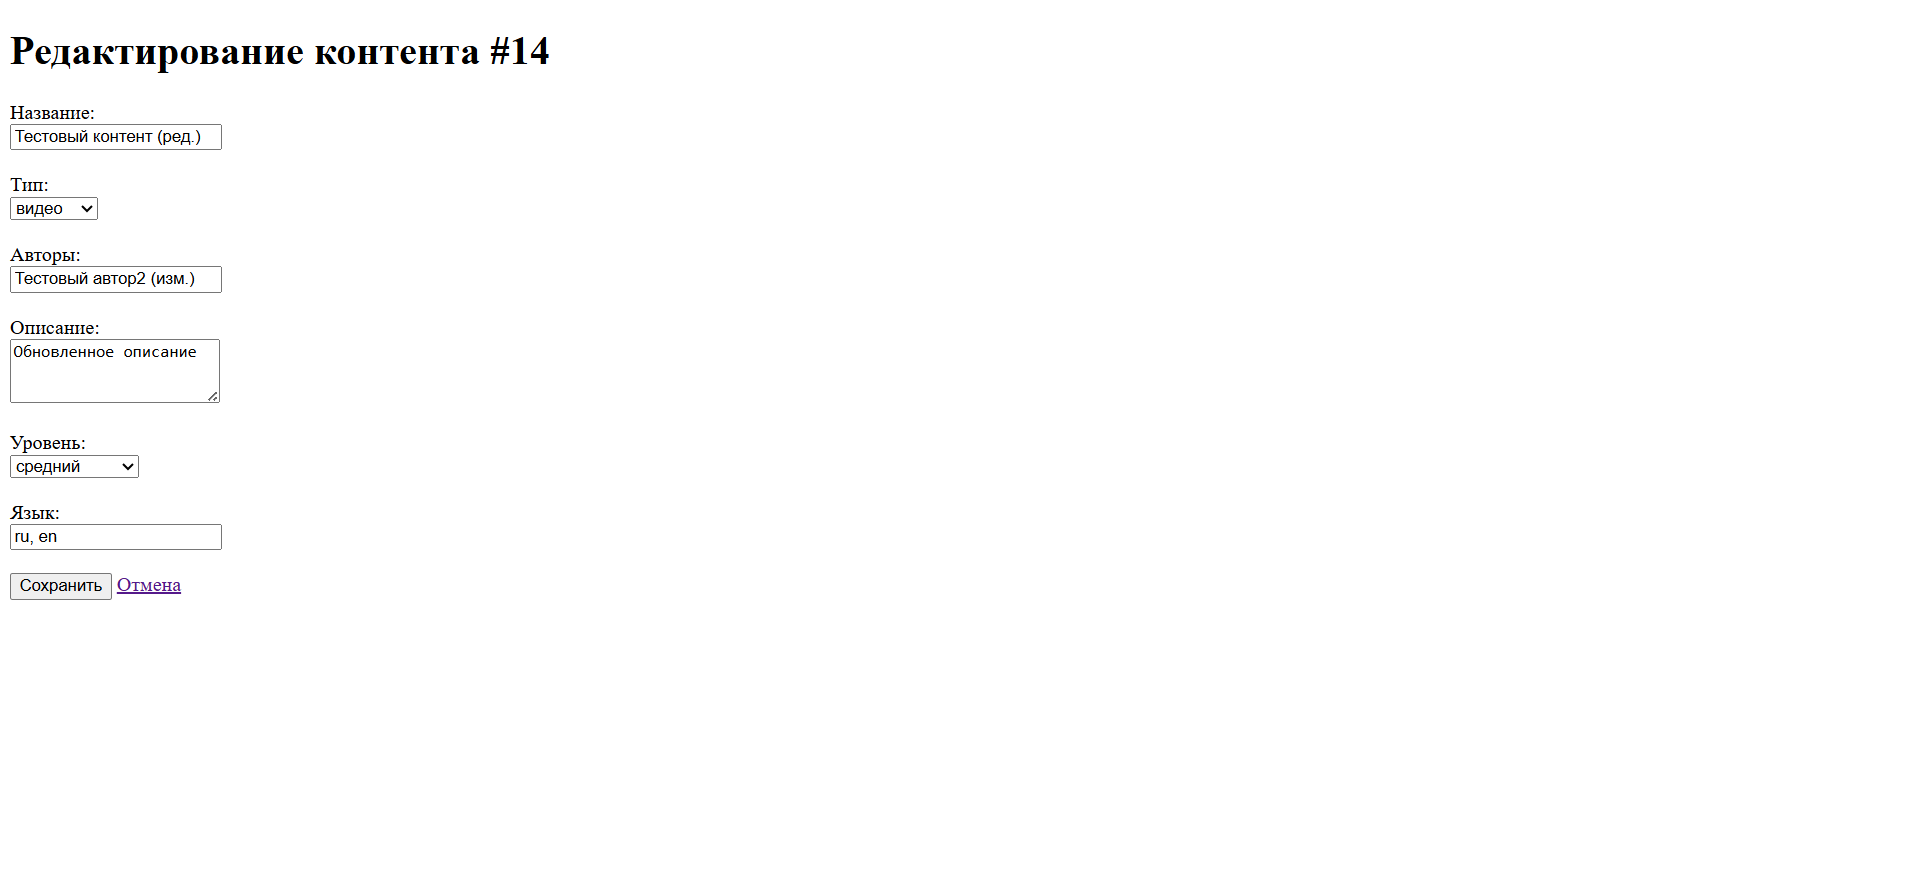 Редактирование контента #14
Название:
Тестовый контент (ред.)
Тип:
видео
Авторы:
Тестовый автор2 (изм.)
Описание:
Обновленное описание
Уровень:
средний
Язык:
ru, en
Сохранить Отмена